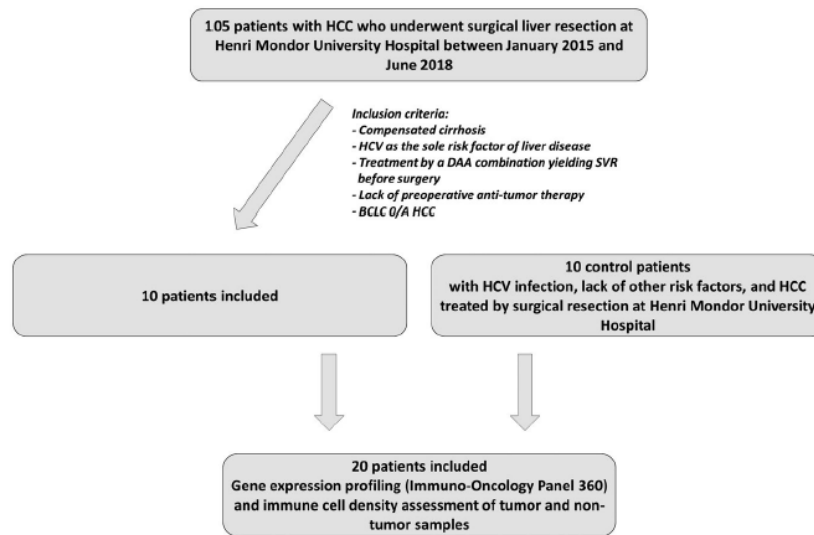 105 patients with HCC who underwent surgical liver resection at
Henri Mondor University Hospital between January 2015 and
June 2018
Inclusion criteria:
- Compensated cirrhosis
- HCV as the sole risk factor of liver disease
- Treatment by a DAA combination yielding SVR
before surgery
- Lack of preoperative anti-tumor therapy
- BCLC 0/A HCC
10 patients included
10 control patients
with HCV infection, lack of other risk factors, and HCC
treated by surgical resection at Henri Mondor University
Hospital
20 patients included
Gene expression profiling (Immuno-Oncology Panel 360)
and immune cell density assessment of tumor and non-
tumor samples